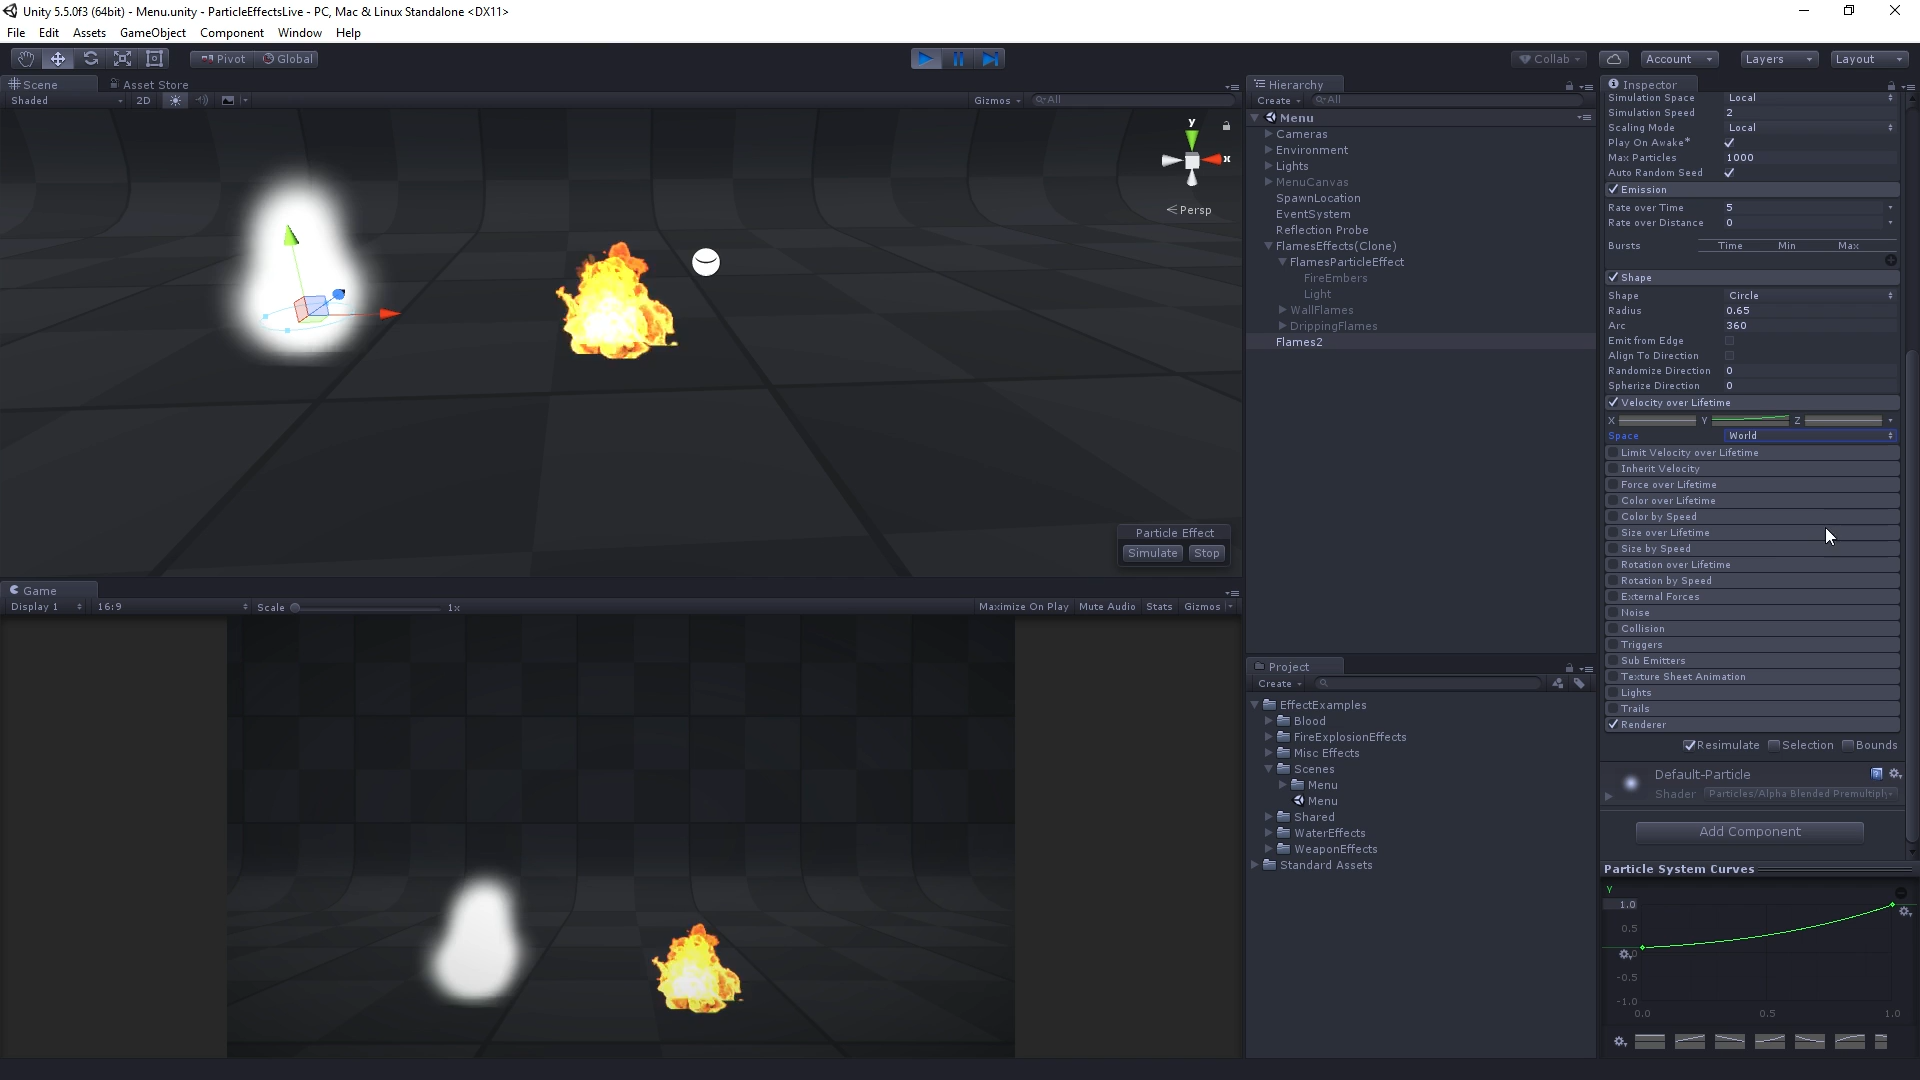 Unity 5.5.0f3 (64bit) - Menu.unity - ParticleEffectsLive - PC, Mac & Linux Standalone <DX11>
File Edit Assets GameObject Component Window Help
Pivot Global Collab Account Layers Layout
Scene Asset Store
Shaded 2D Gizmos All
y
x
Persp
Particle Effect
Simulate Stop
Game
Display 1 16:9 Scale 1x Maximize On Play Mute Audio Stats Gizmos
Hierarchy
Create All
Menu
Cameras
Environment
Lights
MenuCanvas
SpawnLocation
EventSystem
Reflection Probe
FlamesEffects(Clone)
FlamesParticleEffect
FireEmbers
Light
WallFlames
DrippingFlames
Flames2
Project
Create
EffectExamples
Blood
FireExplosionEffects
Misc Effects
Scenes
Menu
Menu
Shared
WaterEffects
WeaponEffects
Standard Assets
Inspector
Simulation Space Local
Simulation Speed 2
Scaling Mode Local
Play On Awake*
Max Particles 1000
Auto Random Seed
Emission
Rate over Time 5
Rate over Distance 0
Bursts Time Min Max
Shape
Shape Circle
Radius 0.65
Arc 360
Emit from Edge
Align To Direction
Randomize Direction 0
Spherize Direction 0
Velocity over Lifetime
X Y Z
Space World
Limit Velocity over Lifetime
Inherit Velocity
Force over Lifetime
Color over Lifetime
Color by Speed
Size over Lifetime
Size by Speed
Rotation over Lifetime
Rotation by Speed
External Forces
Noise
Collision
Triggers
Sub Emitters
Texture Sheet Animation
Lights
Trails
Renderer
Resimulate Selection Bounds
Default-Particle
Shader Particles/Alpha Blended Premultiply
Add Component
Particle System Curves
Y
1.0
0.5
-0.5
-1.0
0.0 0.5 1.0